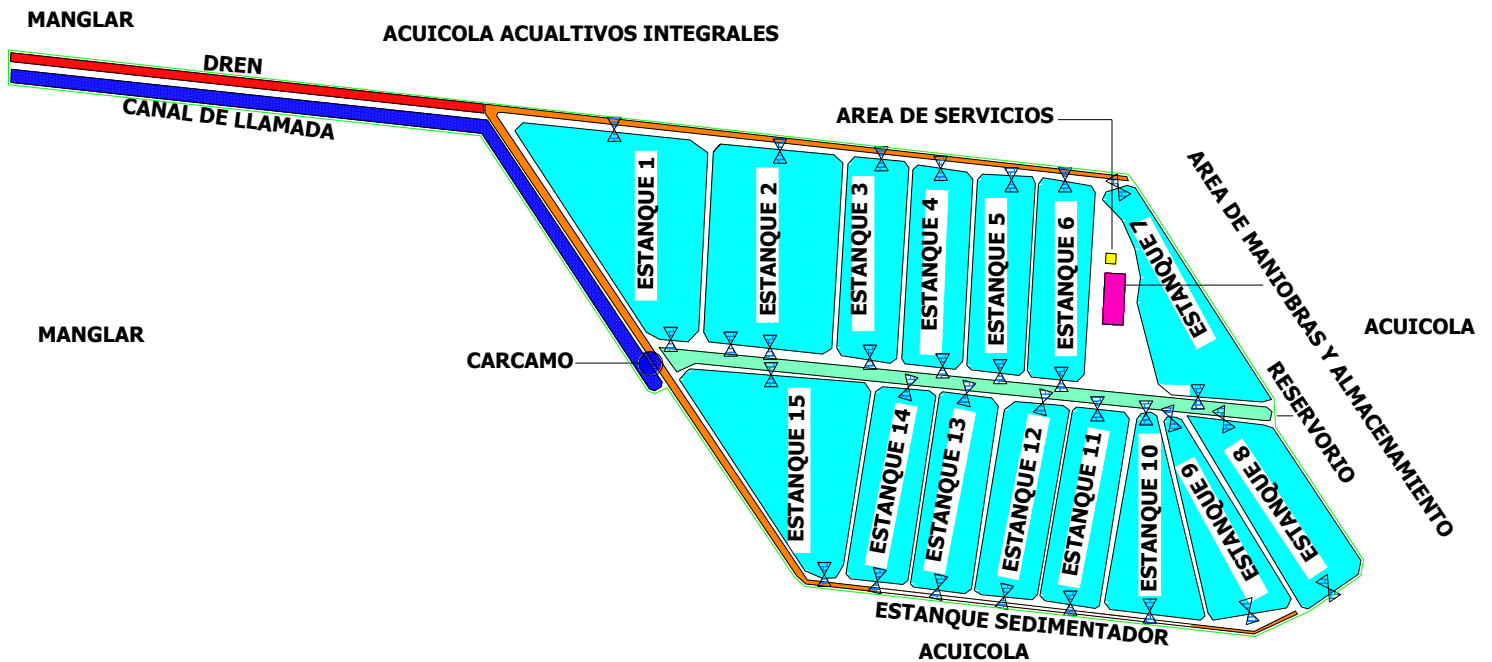 MANGLAR
ACUICOLA ACUALTIVOS INTEGRALES
DREN
CANAL DE LLAMADA
AREA DE SERVICIOS
AREA DE MANIOBRAS Y ALMACENAMIENTO
ESTANQUE 1
ESTANQUE 2
ESTANQUE 3
ESTANQUE 4
ESTANQUE 5
ESTANQUE 6
ESTANQUE 7
MANGLAR
ACUICOLA
CARCAMO
RESERVORIO
ESTANQUE 15
ESTANQUE 14
ESTANQUE 13
ESTANQUE 12
ESTANQUE 11
ESTANQUE 10
ESTANQUE 9
ESTANQUE 8
ESTANQUE SEDIMENTADOR
ACUICOLA